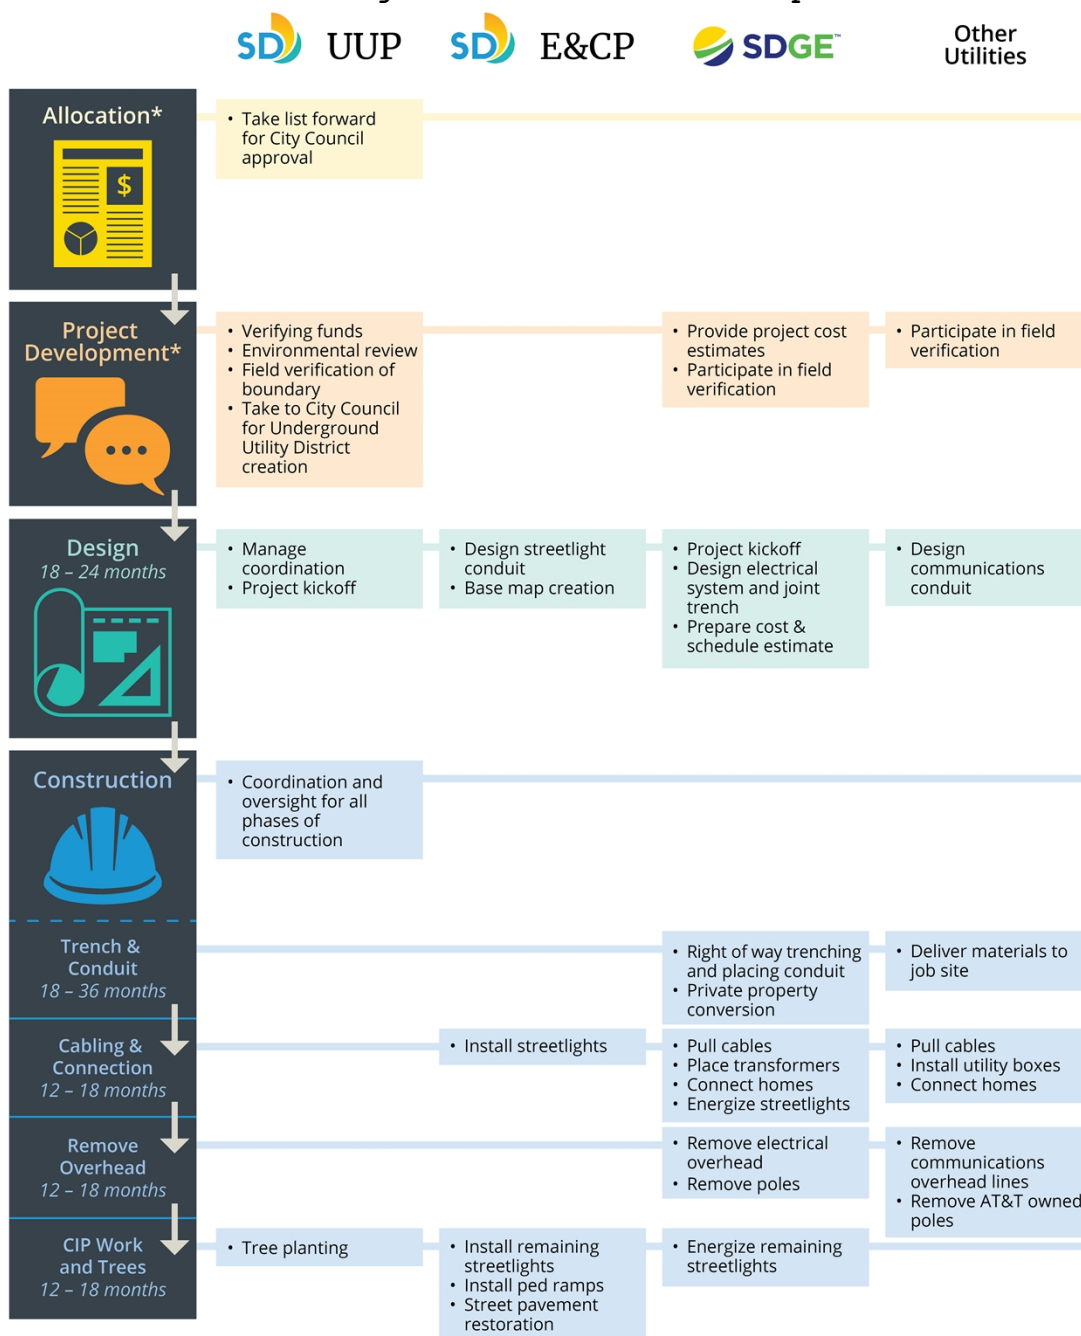 SD UUP
SD E&CP
SDGE™
Other
Utilities
Allocation*
$
• Take list forward
for City Council
approval
Project
Development*
• Verifying funds
• Environmental review
• Field verification of
boundary
• Take to City Council
for Underground
Utility District
creation
• Provide project cost
estimates
• Participate in field
verification
• Participate in field
verification
Design
18 – 24 months
• Manage
coordination
• Project kickoff
• Design streetlight
conduit
• Base map creation
• Project kickoff
• Design electrical
system and joint
trench
• Prepare cost &
schedule estimate
• Design
communications
conduit
Construction
• Coordination and
oversight for all
phases of
construction
Trench &
Conduit
18 – 36 months
• Right of way trenching
and placing conduit
• Private property
conversion
• Deliver materials to
job site
Cabling &
Connection
12 – 18 months
• Install streetlights
• Pull cables
• Place transformers
• Connect homes
• Energize streetlights
• Pull cables
• Install utility boxes
• Connect homes
Remove
Overhead
12 – 18 months
• Remove electrical
overhead
• Remove poles
• Remove
communications
overhead lines
• Remove AT&T owned
poles
CIP Work
and Trees
12 – 18 months
• Tree planting
• Install remaining
streetlights
• Install ped ramps
• Street pavement
restoration
• Energize remaining
streetlights